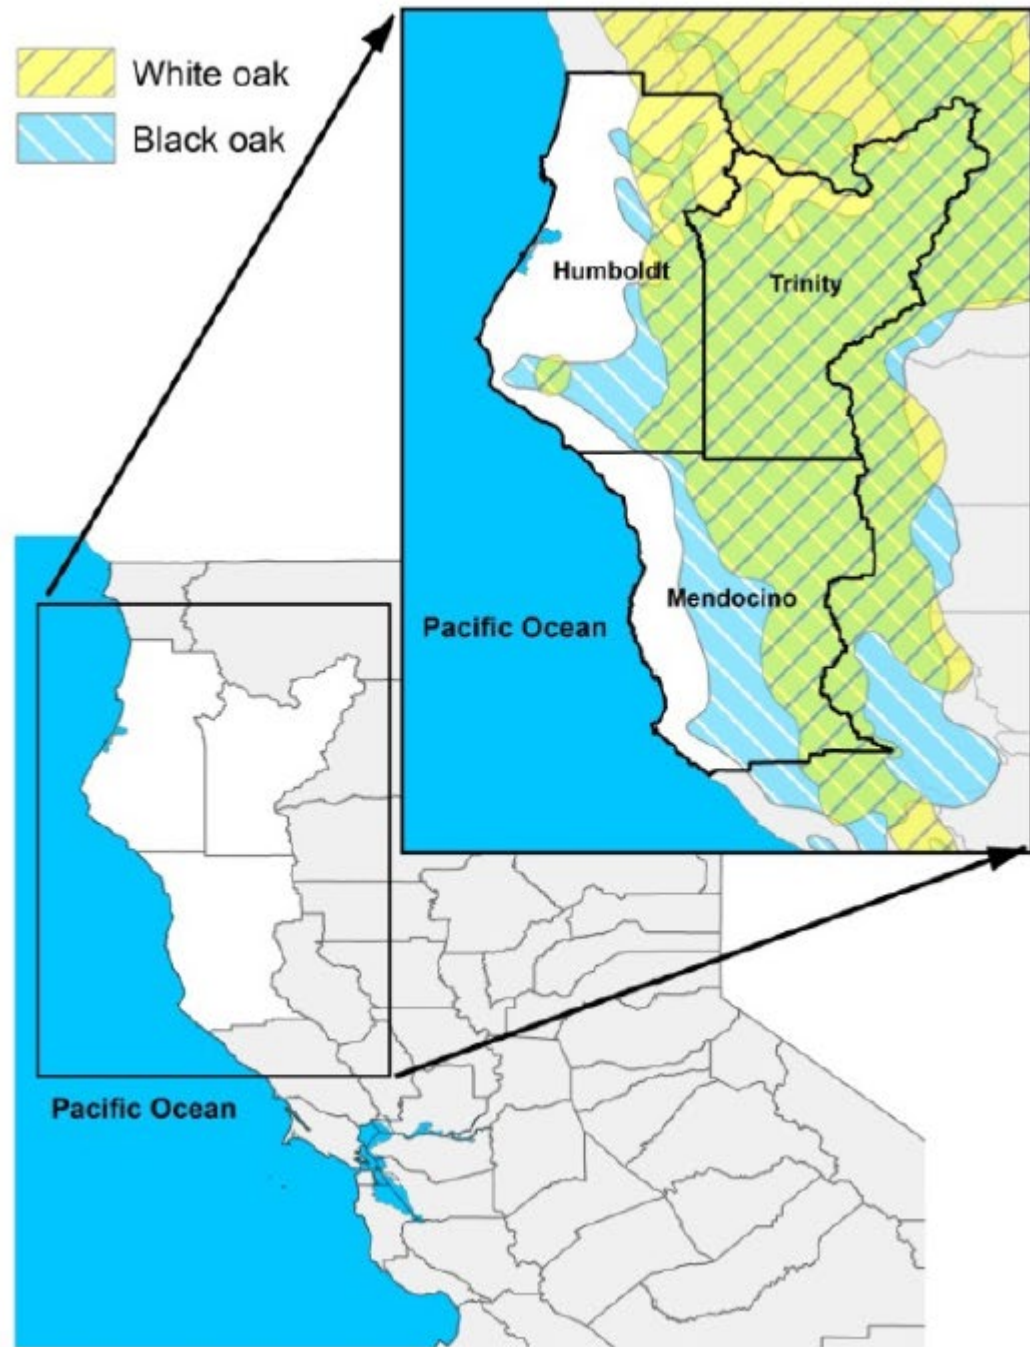 White oak
Black oak
Humboldt
Trinity
Mendocino
Pacific Ocean
Pacific Ocean